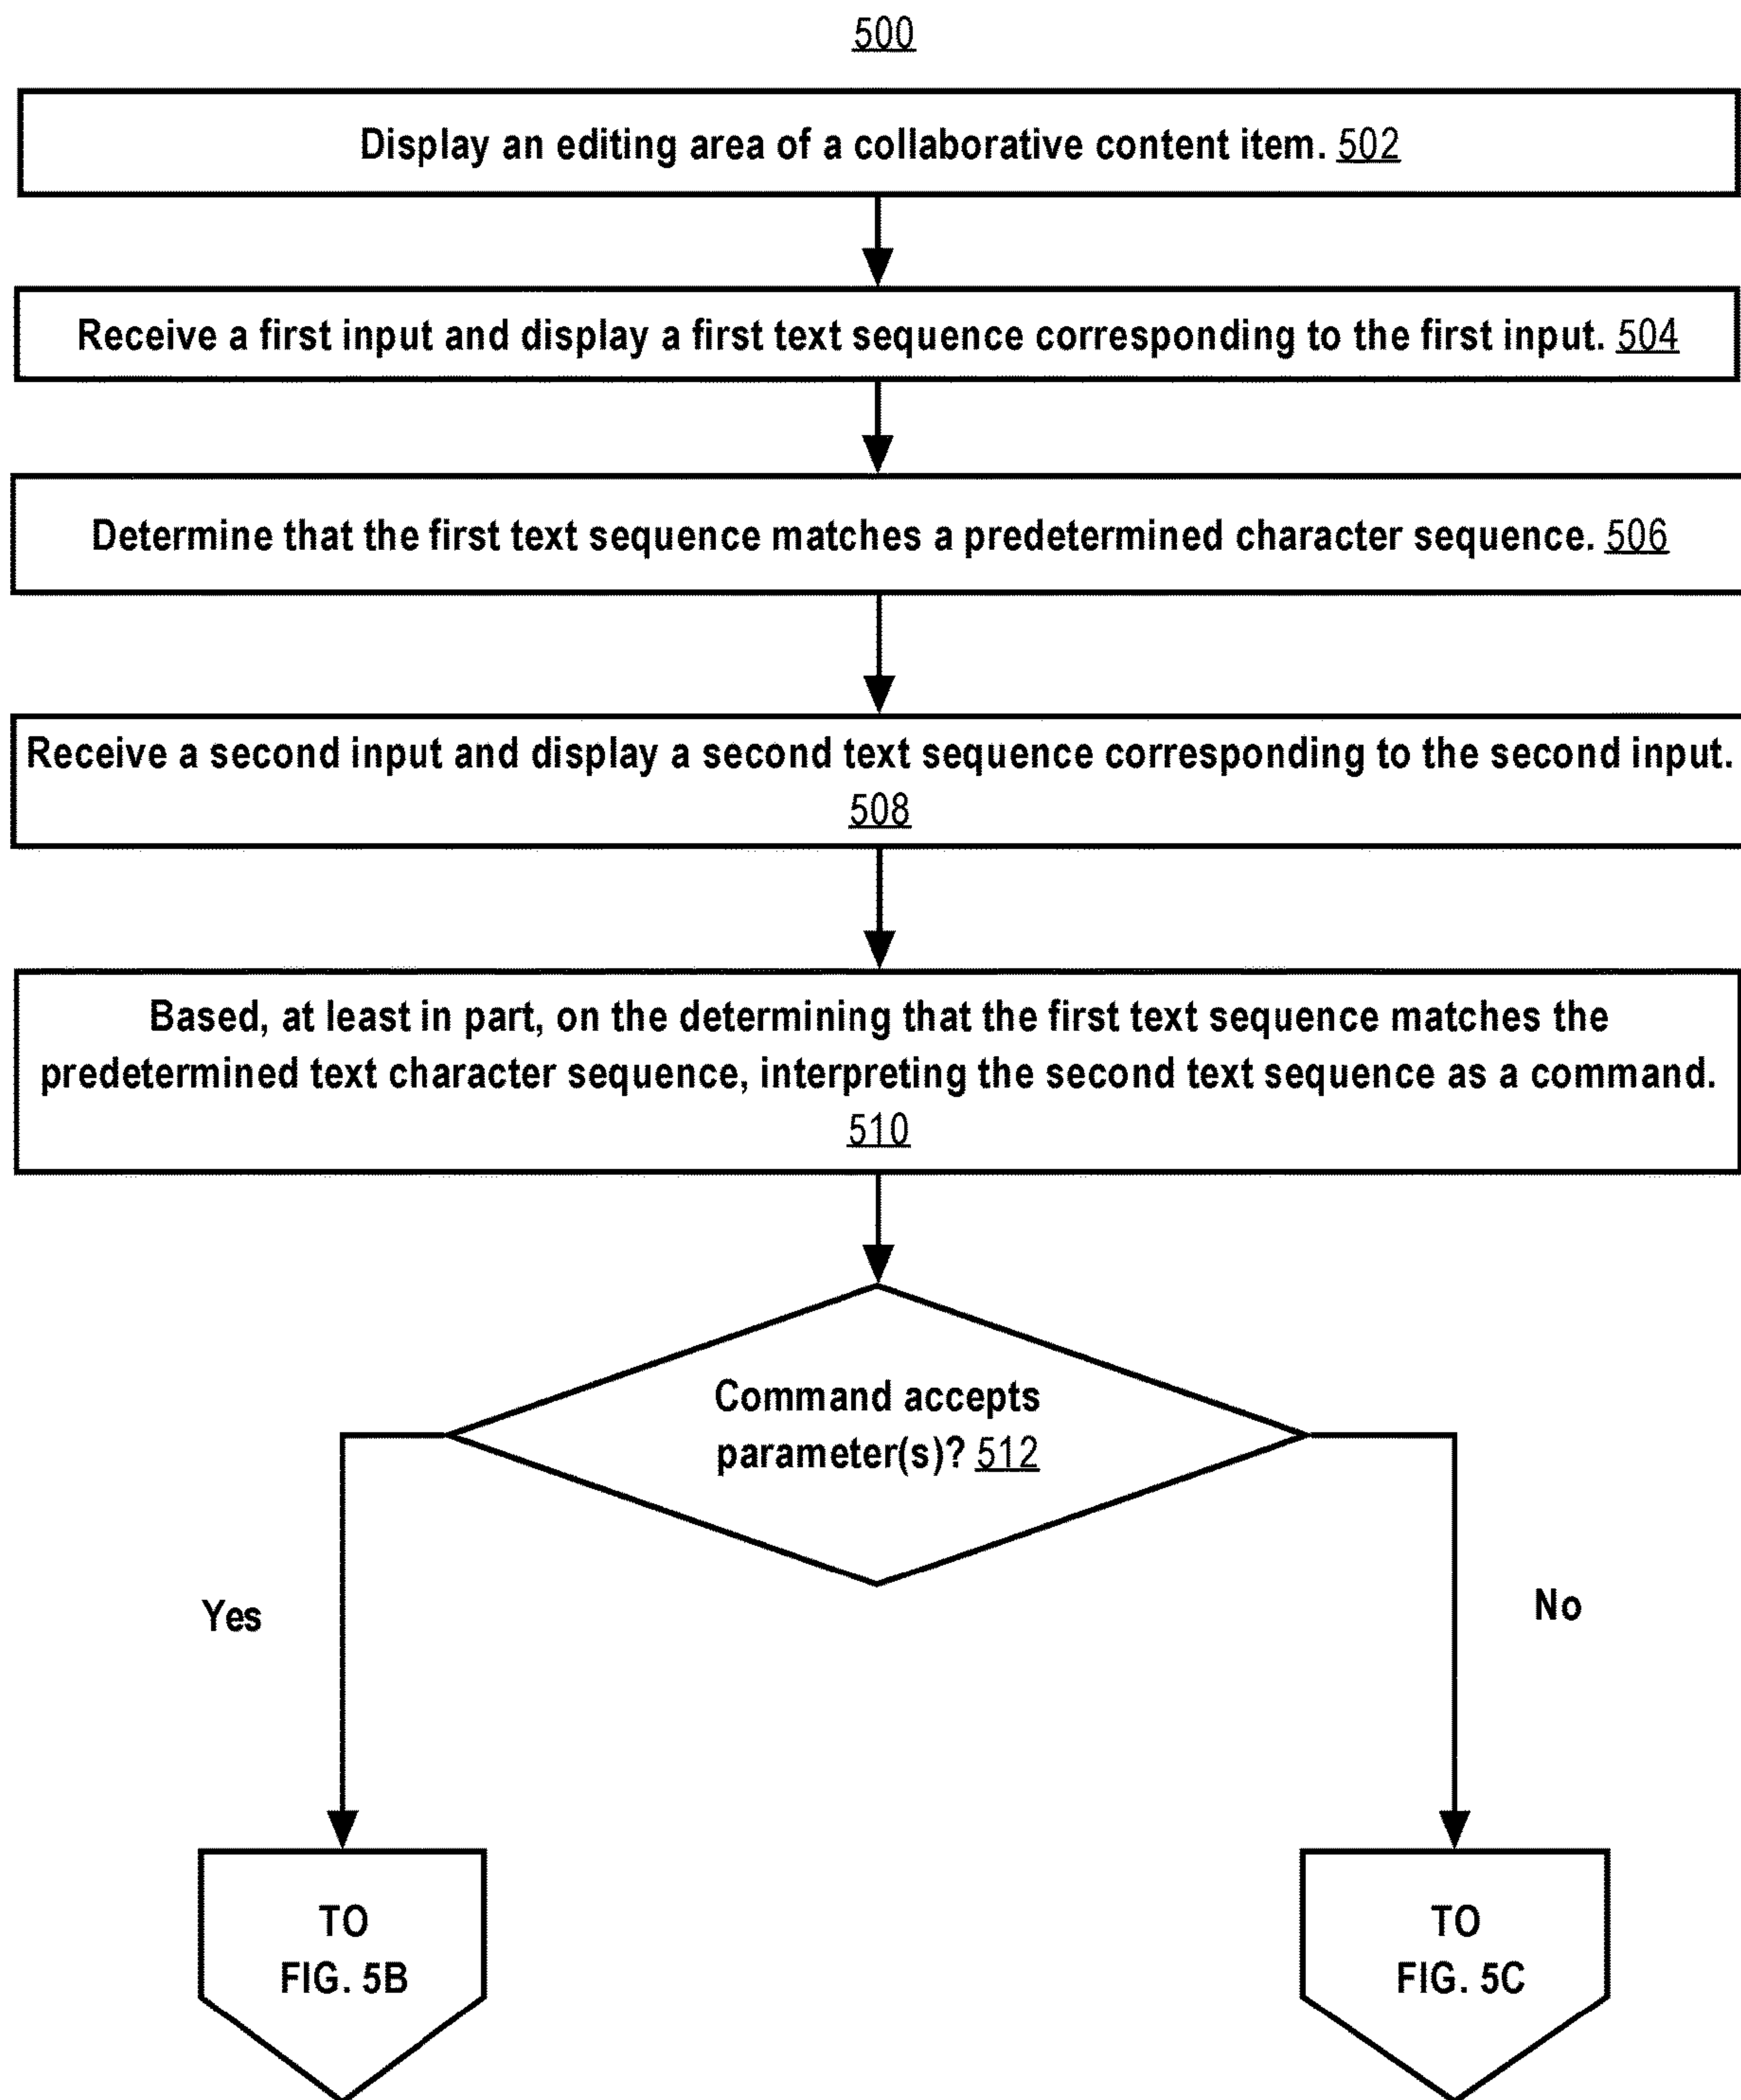 500
Display an editing area of a collaborative content item. 502
Receive a first input and display a first text sequence corresponding to the first input. 504
Determine that the first text sequence matches a predetermined character sequence. 506
Receive a second input and display a second text sequence corresponding to the second input.
508
Based, at least in part, on the determining that the first text sequence matches the
predetermined text character sequence, interpreting the second text sequence as a command.
510
Command accepts
parameter(s)? 512
Yes
No
TO
FIG. 5B
TO
FIG. 5C